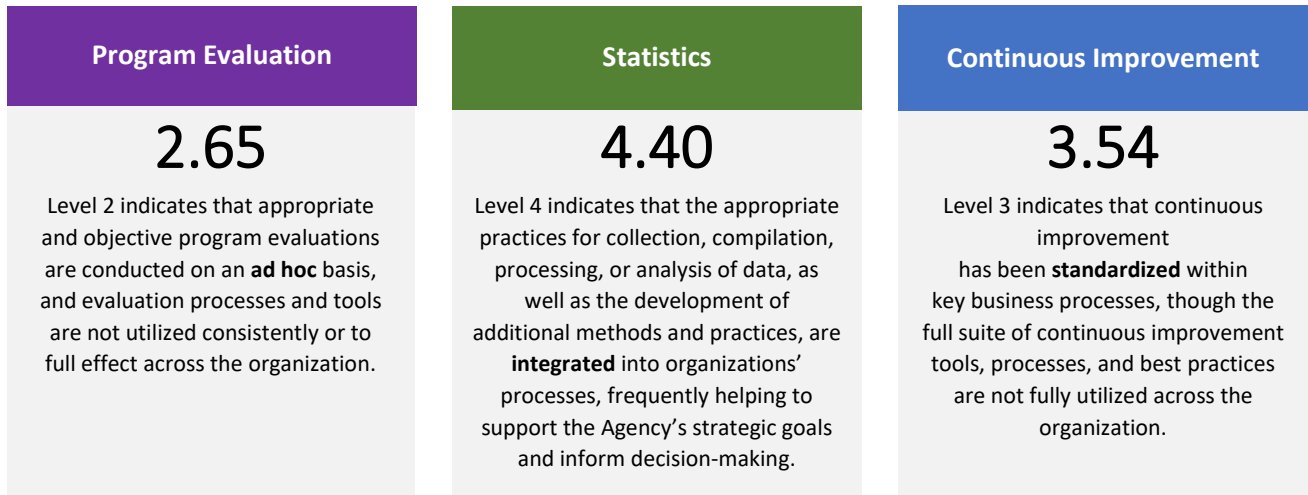 Program Evaluation
2.65
Level 2 indicates that appropriate
and objective program evaluations
are conducted on an ad hoc basis,
and evaluation processes and tools
are not utilized consistently or to
full effect across the organization.
Statistics
4.40
Level 4 indicates that the appropriate
practices for collection, compilation,
processing, or analysis of data, as
well as the development of
additional methods and practices, are
integrated into organizations’
processes, frequently helping to
support the Agency’s strategic goals
and inform decision-making.
Continuous Improvement
3.54
Level 3 indicates that continuous
improvement
has been standardized within
key business processes, though the
full suite of continuous improvement
tools, processes, and best practices
are not fully utilized across the
organization.